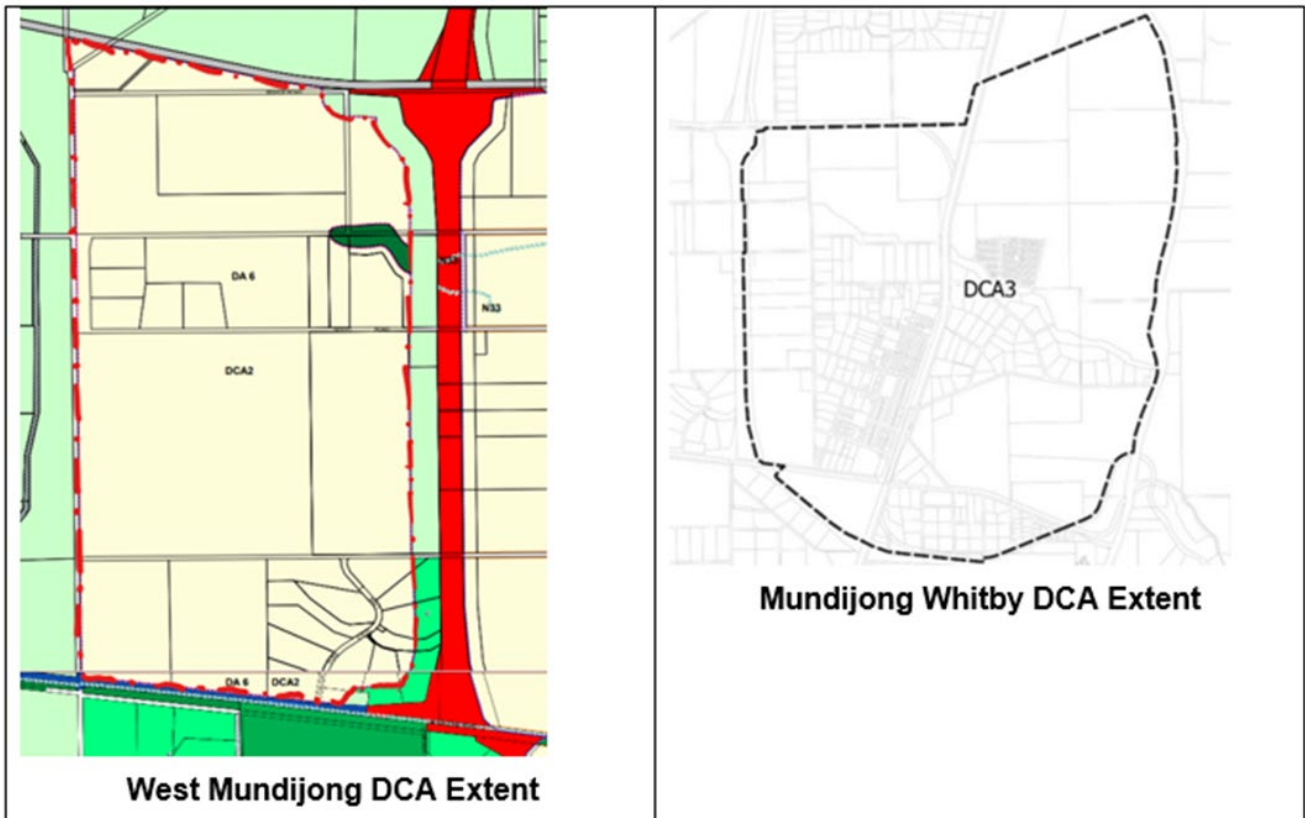 DA 6
N33
DCA2
DA 6 DCA2
West Mundijong DCA Extent
DCA3
Mundijong Whitby DCA Extent